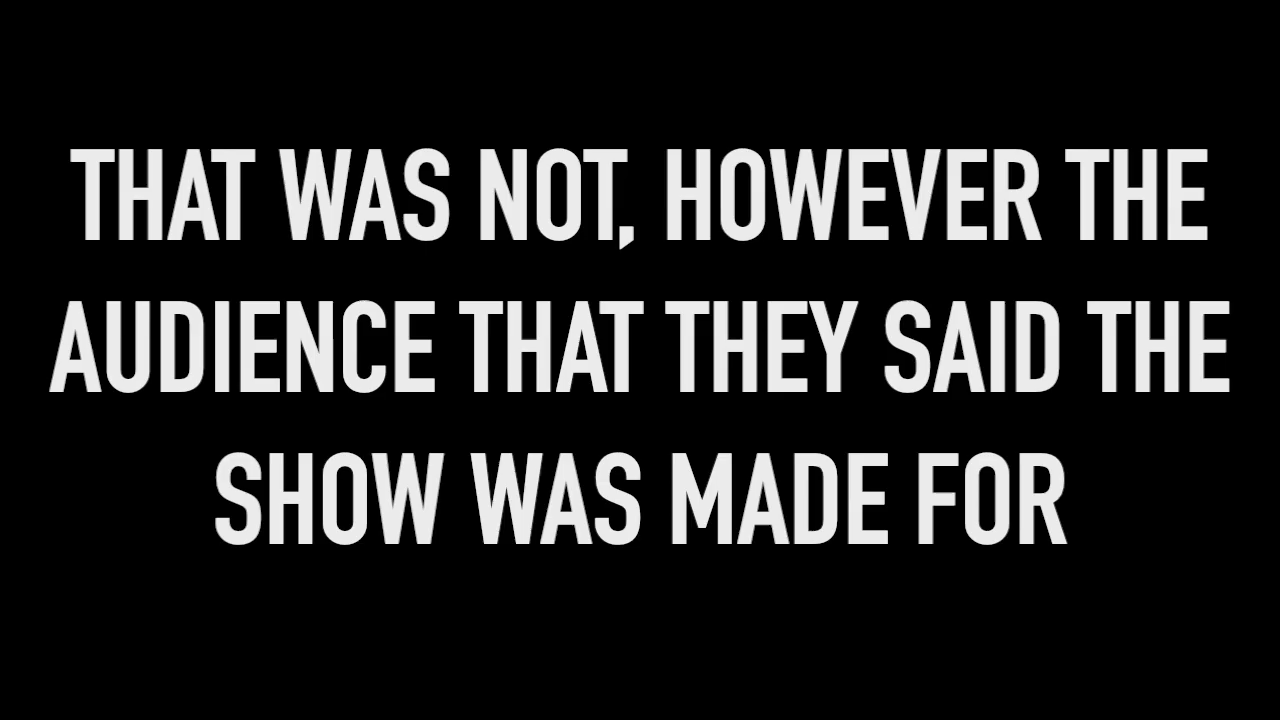 THAT WAS NOT, HOWEVER THE
AUDIENCE THAT THEY SAID THE
SHOW WAS MADE FOR